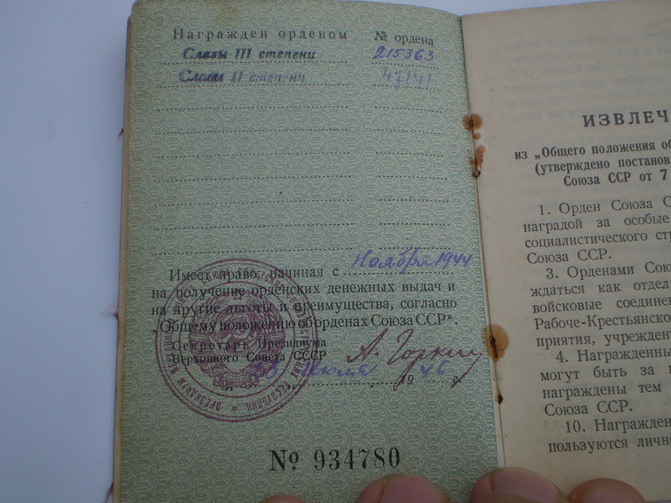 Награжден орденом № ордена
Славы III степени 215363
Славы II степени 47141
Имеет право, начиная с Ноября 1944
на получение орденских денежных выдач и
на другие льготы и преимущества, согласно
„Общему положению об орденах Союза ССР“.
Секретарь Президиума
Верховного Совета СССР А. Горкин
19 46 г.
№ 934780
ИЗВЛЕЧ
из „Общего положения об
(утверждено постанов
Союза ССР от 7
1. Орден Союза С
наградой за особые
социалистического стр
Союза ССР.
3. Орденами Сою
ждаться как отдел
войсковые соедине
Рабоче-Крестьянско
приятия, учрежден
4. Награжденны
могут быть за н
награждены тем
Союза ССР.
10. Награжден
пользуются личн